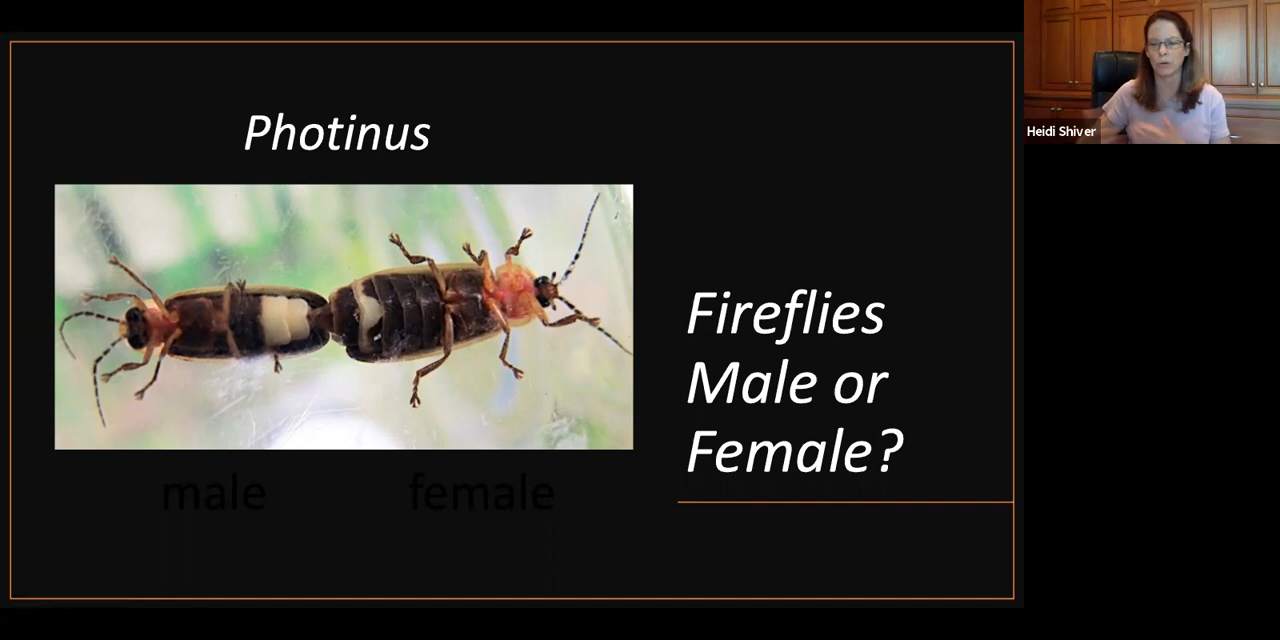 Photinus
Heidi Shiver
Fireflies
Male or
Female?
male female